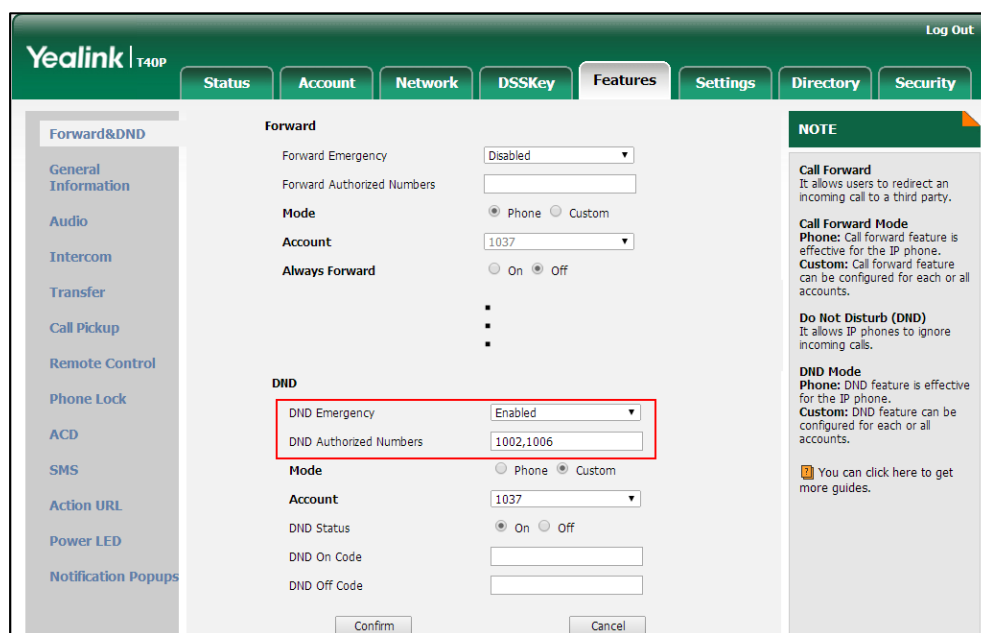 Log Out
Yealink T40P
Status Account Network DSSKey Features Settings Directory Security
Forward&DND
General
Information
Audio
Intercom
Transfer
Call Pickup
Remote Control
Phone Lock
ACD
SMS
Action URL
Power LED
Notification Popups
Forward
Forward Emergency Disabled
Forward Authorized Numbers
Mode Phone Custom
Account 1037
Always Forward On Off
DND
DND Emergency Enabled
DND Authorized Numbers 1002,1006
Mode Phone Custom
Account 1037
DND Status On Off
DND On Code
DND Off Code
Confirm Cancel
NOTE
Call Forward
It allows users to redirect an
incoming call to a third party.
Call Forward Mode
Phone: Call forward feature is
effective for the IP phone.
Custom: Call forward feature
can be configured for each or all
accounts.
Do Not Disturb (DND)
It allows IP phones to ignore
incoming calls.
DND Mode
Phone: DND feature is effective
for the IP phone.
Custom: DND feature can be
configured for each or all
accounts.
You can click here to get
more guides.